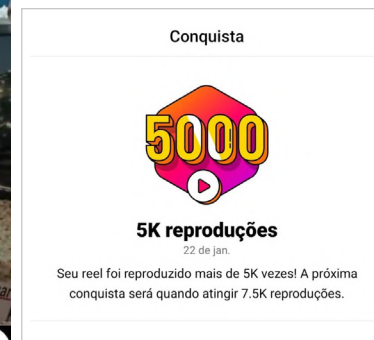 Conquista
5000
5K reproduções
22 de jan.
Seu reel foi reproduzido mais de 5K vezes! A próxima
conquista será quando atingir 7.5K reproduções.